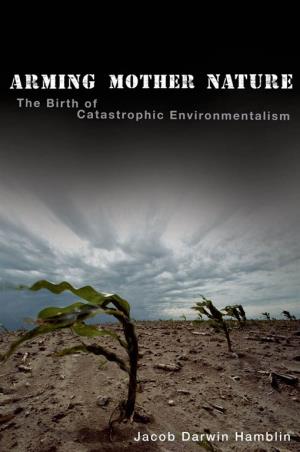 ARMING MOTHER NATURE
The Birth of
Catastrophic Environmentalism
Jacob Darwin Hamblin